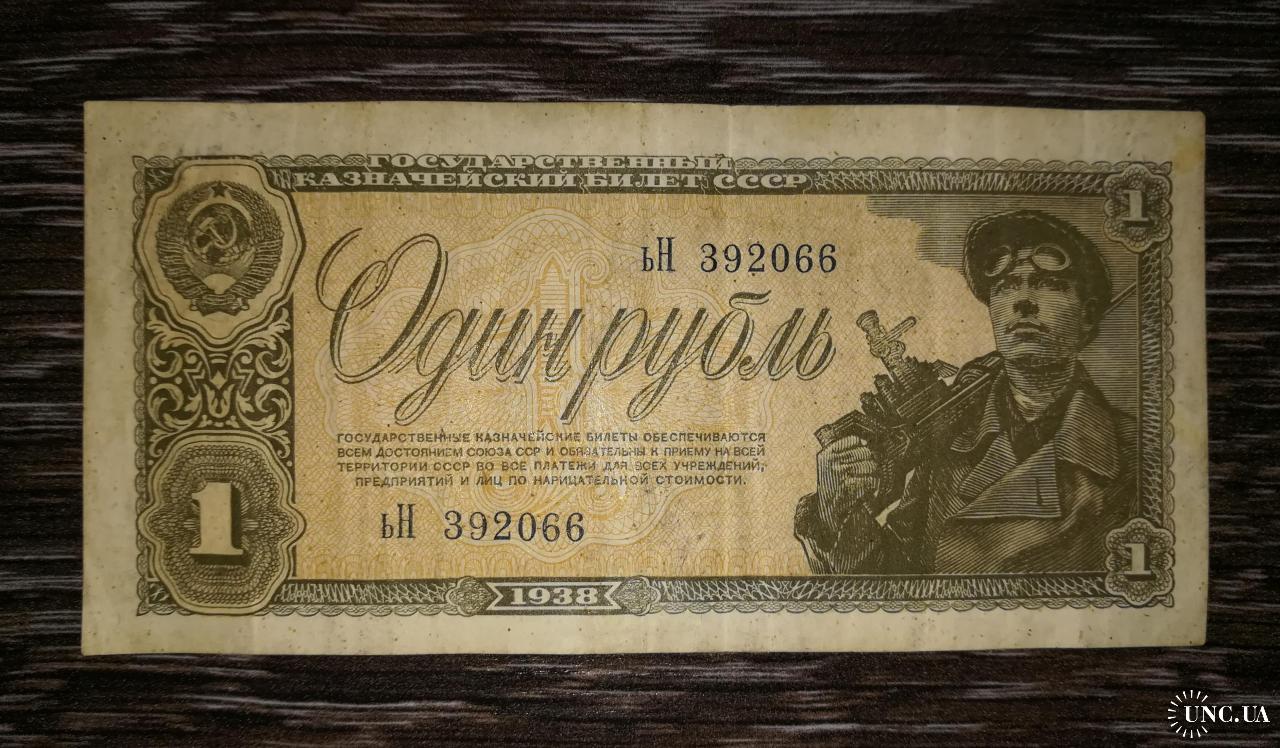 ГОСУДАРСТВЕННЫЙ
КАЗНАЧЕЙСКИЙ БИЛЕТ СССР
1
ьН 392066
Один рубль
ГОСУДАРСТВЕННЫЕ КАЗНАЧЕЙСКИЕ БИЛЕТЫ ОБЕСПЕЧИВАЮТСЯ
ВСЕМ ДОСТОЯНИЕМ СОЮЗА ССР И ОБЯЗАТЕЛЬНЫ К ПРИЕМУ НА ВСЕЙ
ТЕРРИТОРИИ СССР ВО ВСЕ ПЛАТЕЖИ ДЛЯ ВСЕХ УЧРЕЖДЕНИЙ,
ПРЕДПРИЯТИЙ И ЛИЦ ПО НАРИЦАТЕЛЬНОЙ СТОИМОСТИ.
1
ьН 392066
1
1938
UNC.UA